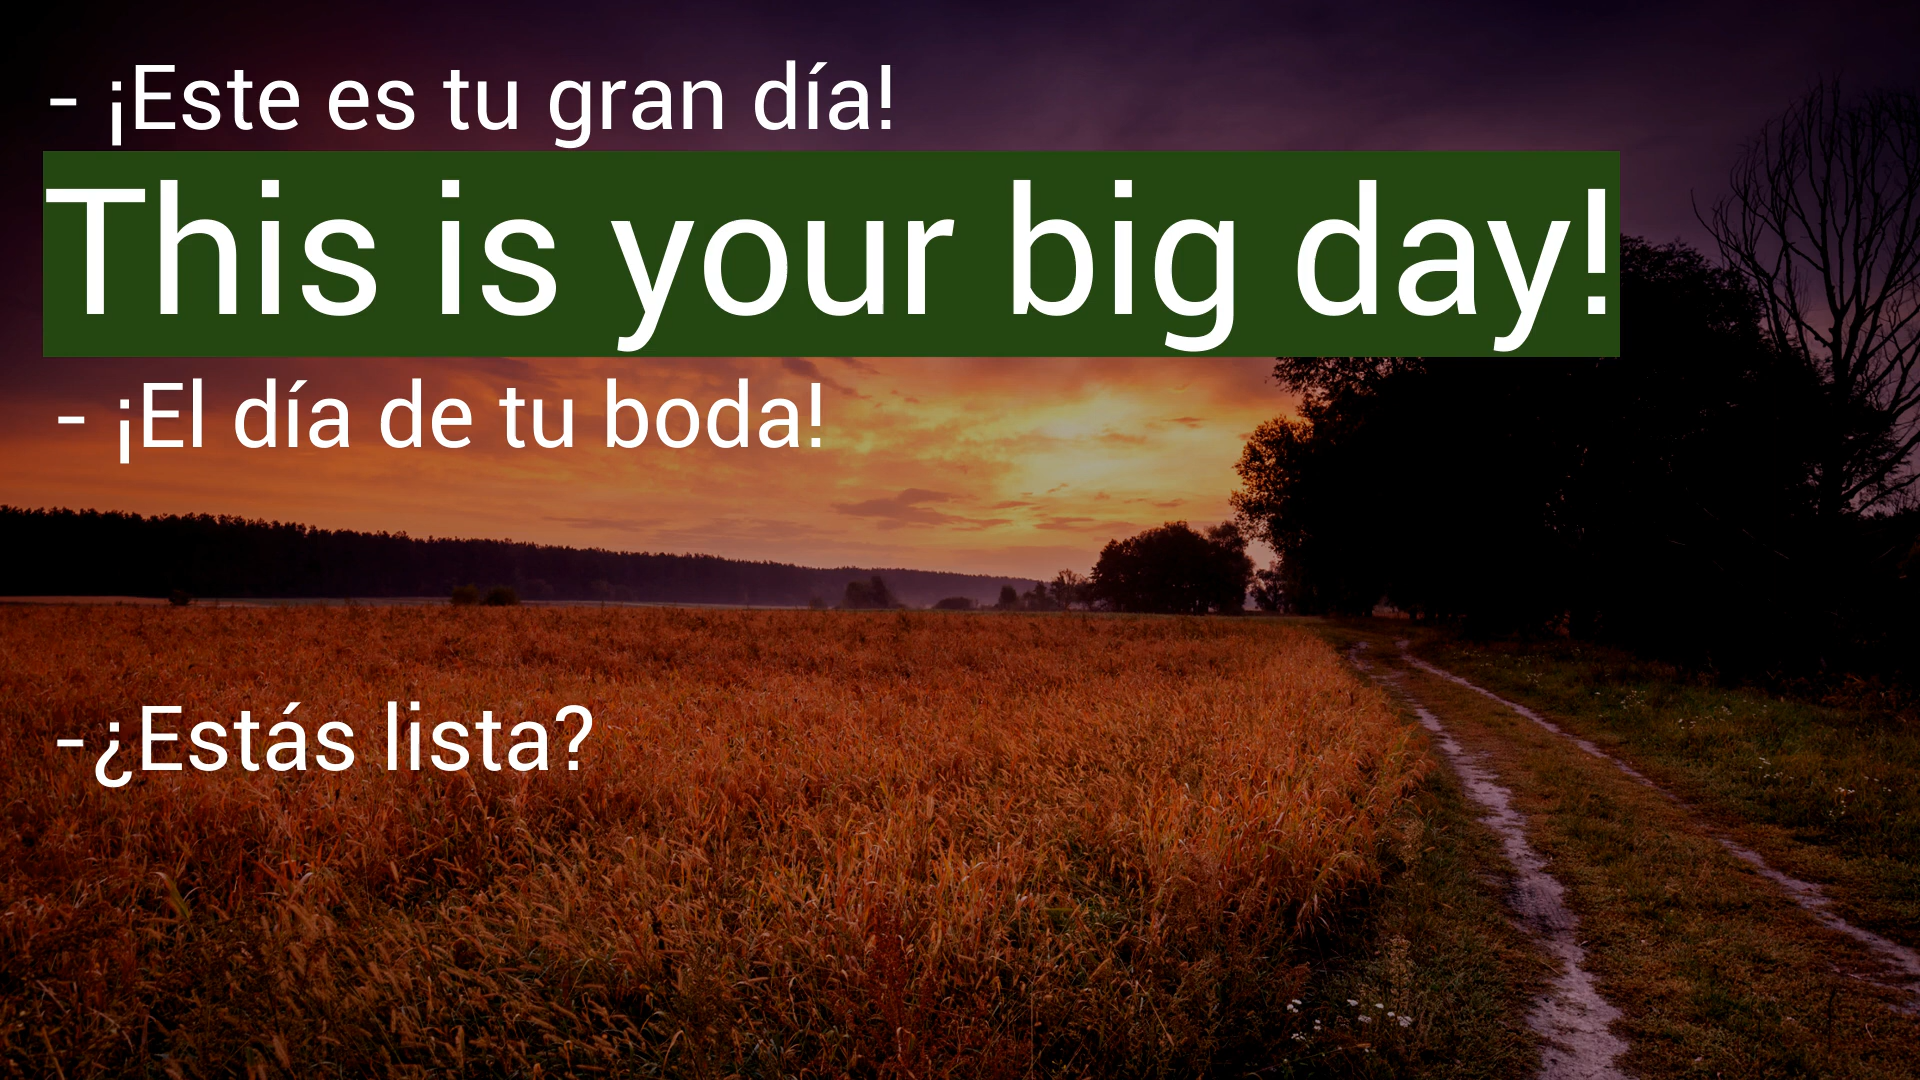 - ¡Este es tu gran día!
This is your big day!
- ¡El día de tu boda!
-¿Estás lista?